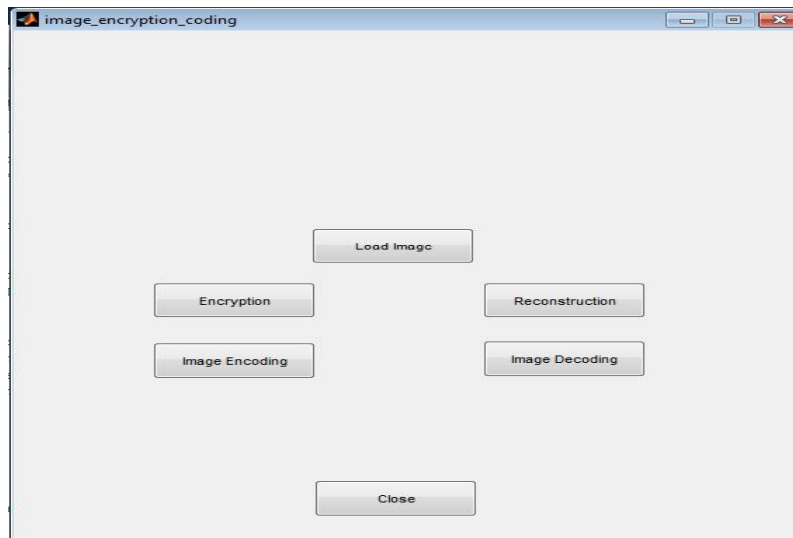 image_encryption_coding
Load Image
Encryption
Reconstruction
Image Encoding
Image Decoding
Close